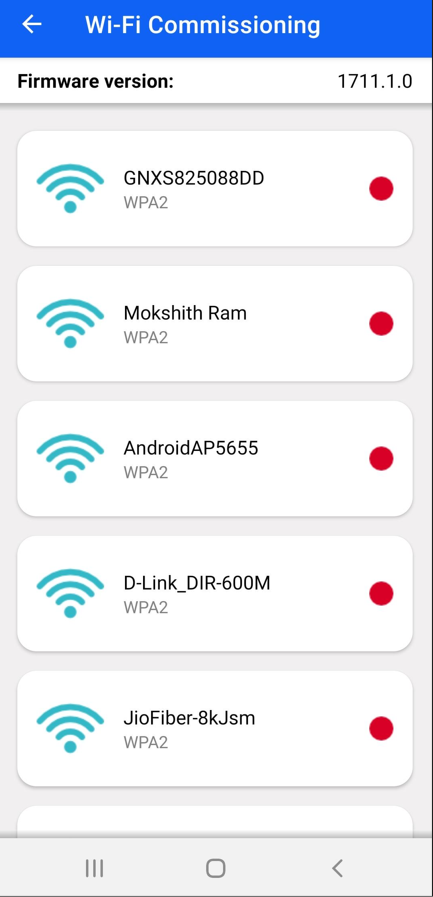 Wi-Fi Commissioning
Firmware version: 1711.1.0
GNXS825088DD
WPA2
Mokshith Ram
WPA2
AndroidAP5655
WPA2
D-Link_DIR-600M
WPA2
JioFiber-8kJsm
WPA2